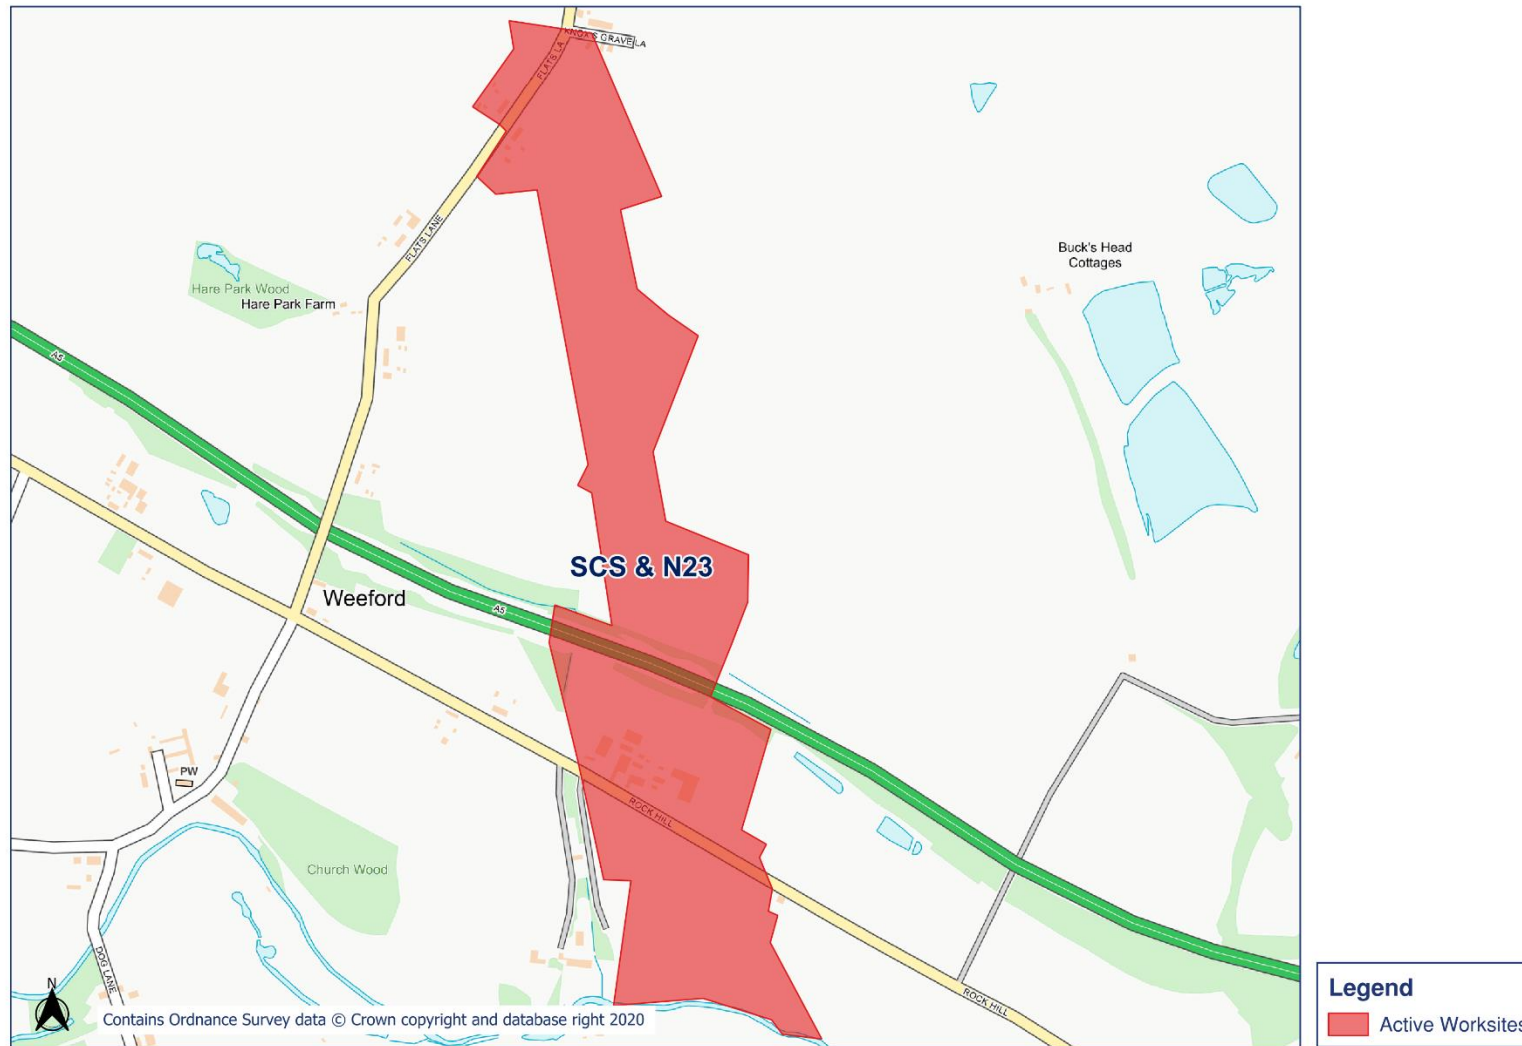 KNOX'S GRAVE LA
FLATS LA
FLATS LANE
Buck's Head
Cottages
Hare Park Wood
Hare Park Farm
A5
SCS & N23
Weeford
A5
PW
ROCK HILL
Church Wood
DOG LANE
ROCK HILL
N
Contains Ordnance Survey data © Crown copyright and database right 2020
Legend
Active Worksites